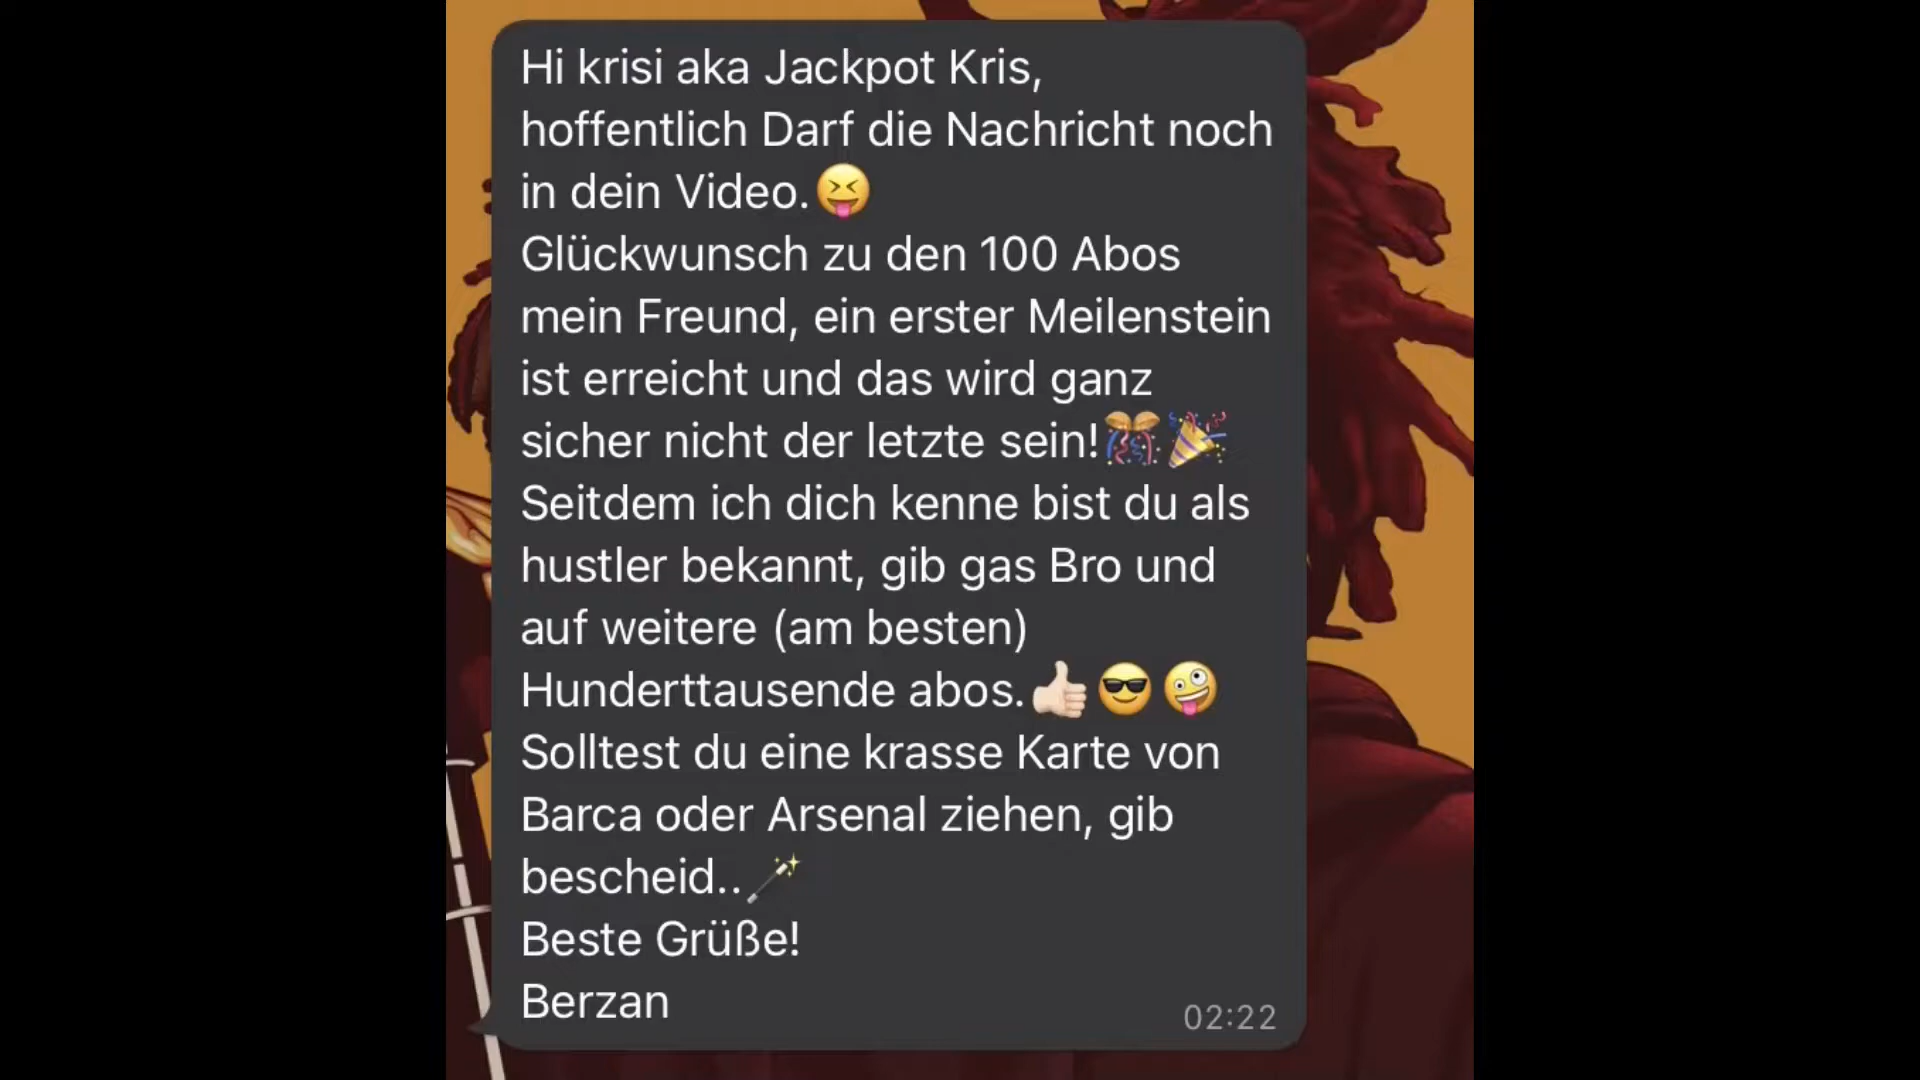 Hi krisi aka Jackpot Kris,
hoffentlich Darf die Nachricht noch
in dein Video.😝
Glückwunsch zu den 100 Abos
mein Freund, ein erster Meilenstein
ist erreicht und das wird ganz
sicher nicht der letzte sein!🎊🎉
Seitdem ich dich kenne bist du als
hustler bekannt, gib gas Bro und
auf weitere (am besten)
Hunderttausende abos.👍🏻😎🤪
Solltest du eine krasse Karte von
Barca oder Arsenal ziehen, gib
bescheid..🪄
Beste Grüße!
Berzan
02:22